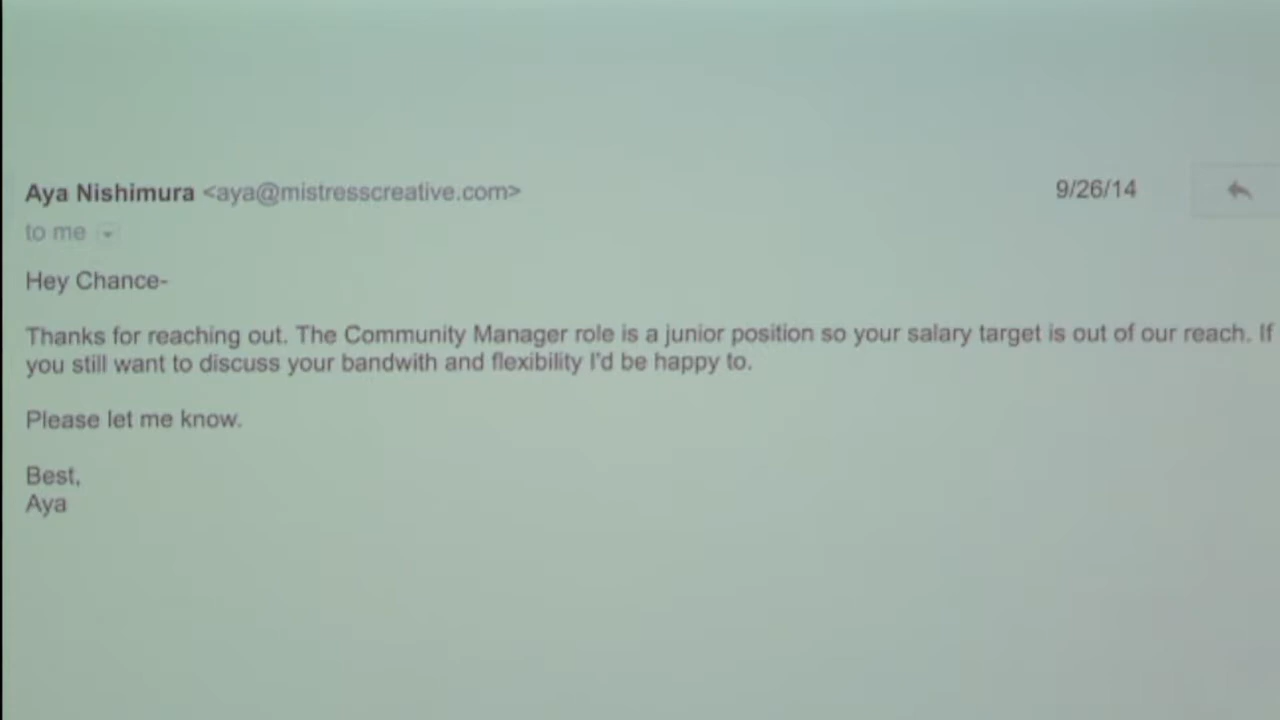 Aya Nishimura <aya@mistresscreative.com>
9/26/14
to me
Hey Chance-
Thanks for reaching out. The Community Manager role is a junior position so your salary target is out of our reach. If
you still want to discuss your bandwith and flexibility I'd be happy to.
Please let me know.
Best,
Aya